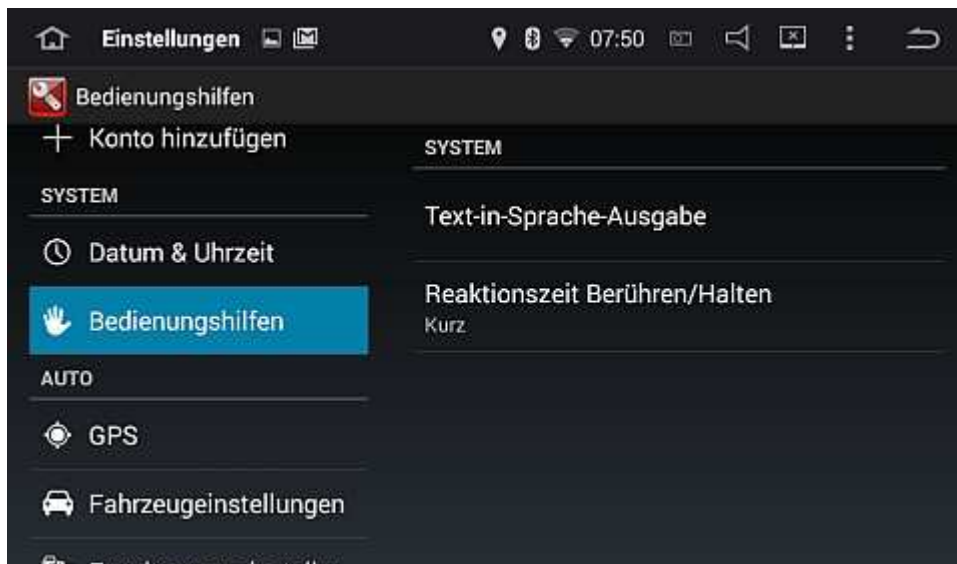 Einstellungen
07:50
Bedienungshilfen
Konto hinzufügen
SYSTEM
Datum & Uhrzeit
Bedienungshilfen
AUTO
GPS
Fahrzeugeinstellungen
SYSTEM
Text-in-Sprache-Ausgabe
Reaktionszeit Berühren/Halten
Kurz